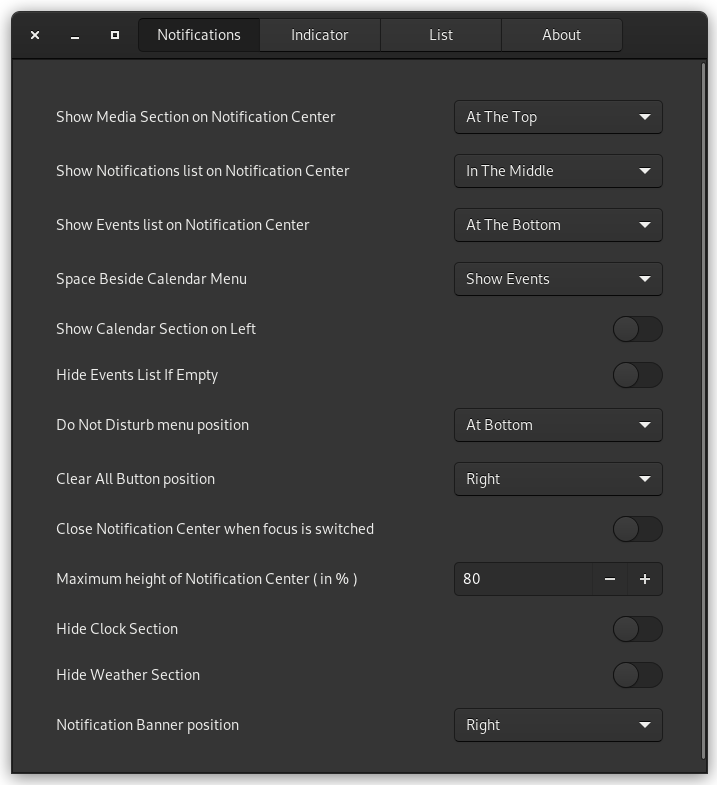 Notifications Indicator List About
Show Media Section on Notification Center At The Top
Show Notifications list on Notification Center In The Middle
Show Events list on Notification Center At The Bottom
Space Beside Calendar Menu Show Events
Show Calendar Section on Left
Hide Events List If Empty
Do Not Disturb menu position At Bottom
Clear All Button position Right
Close Notification Center when focus is switched
Maximum height of Notification Center ( in % ) 80
Hide Clock Section
Hide Weather Section
Notification Banner position Right